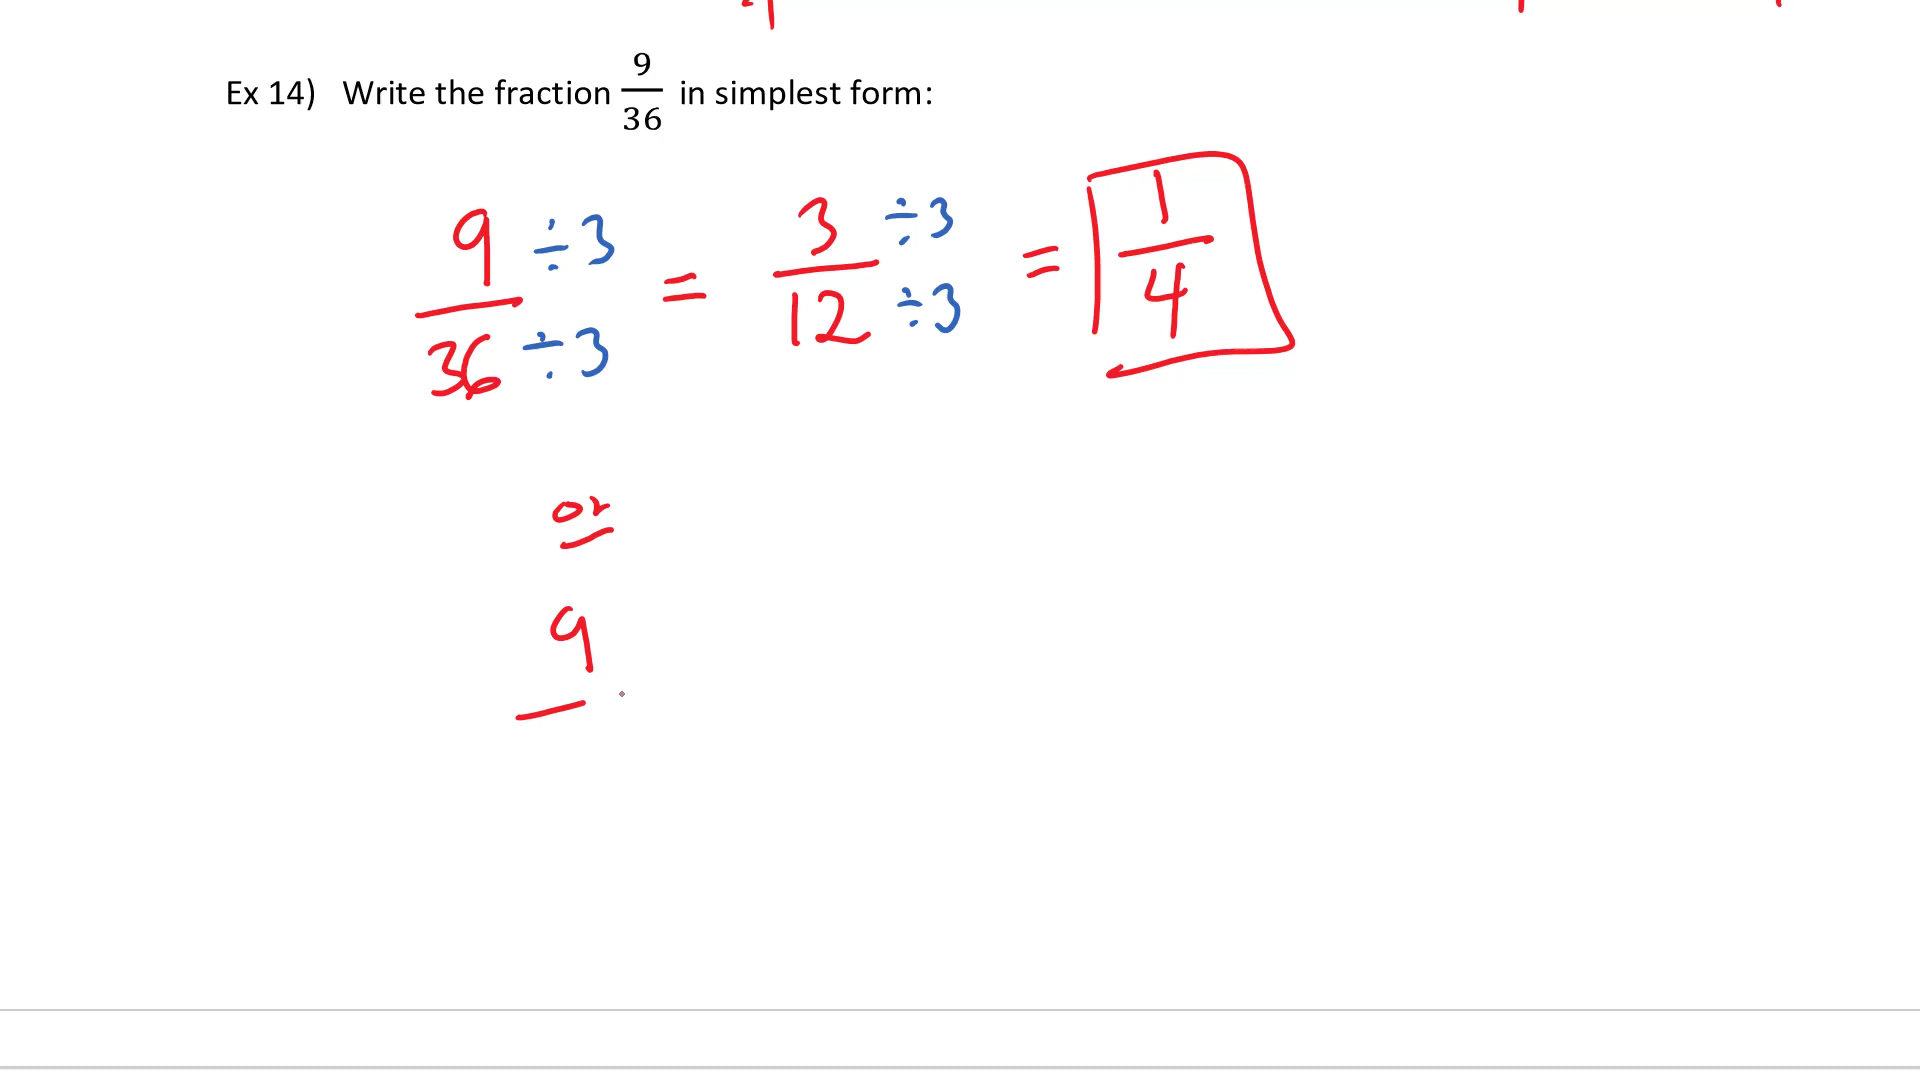 Ex 14) Write the fraction 9/36 in simplest form:
9 ÷3 / 36 ÷3 = 3 ÷3 / 12 ÷3 = 1/4
or
9